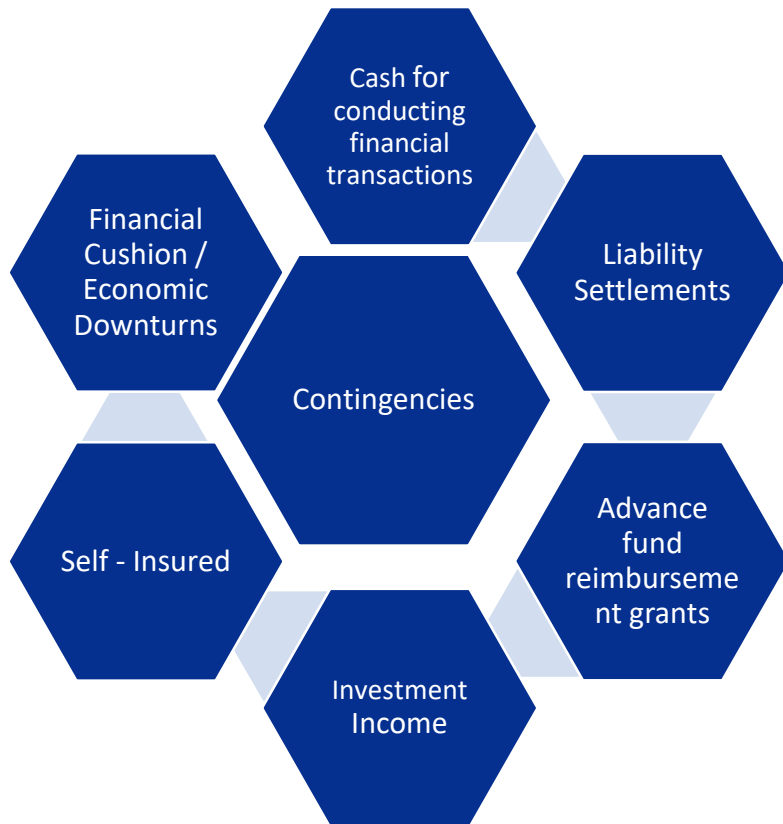 Cash for
conducting
financial
transactions
Financial
Cushion /
Economic
Downturns
Liability
Settlements
Contingencies
Self - Insured
Advance
fund
reimburseme
nt grants
Investment
Income